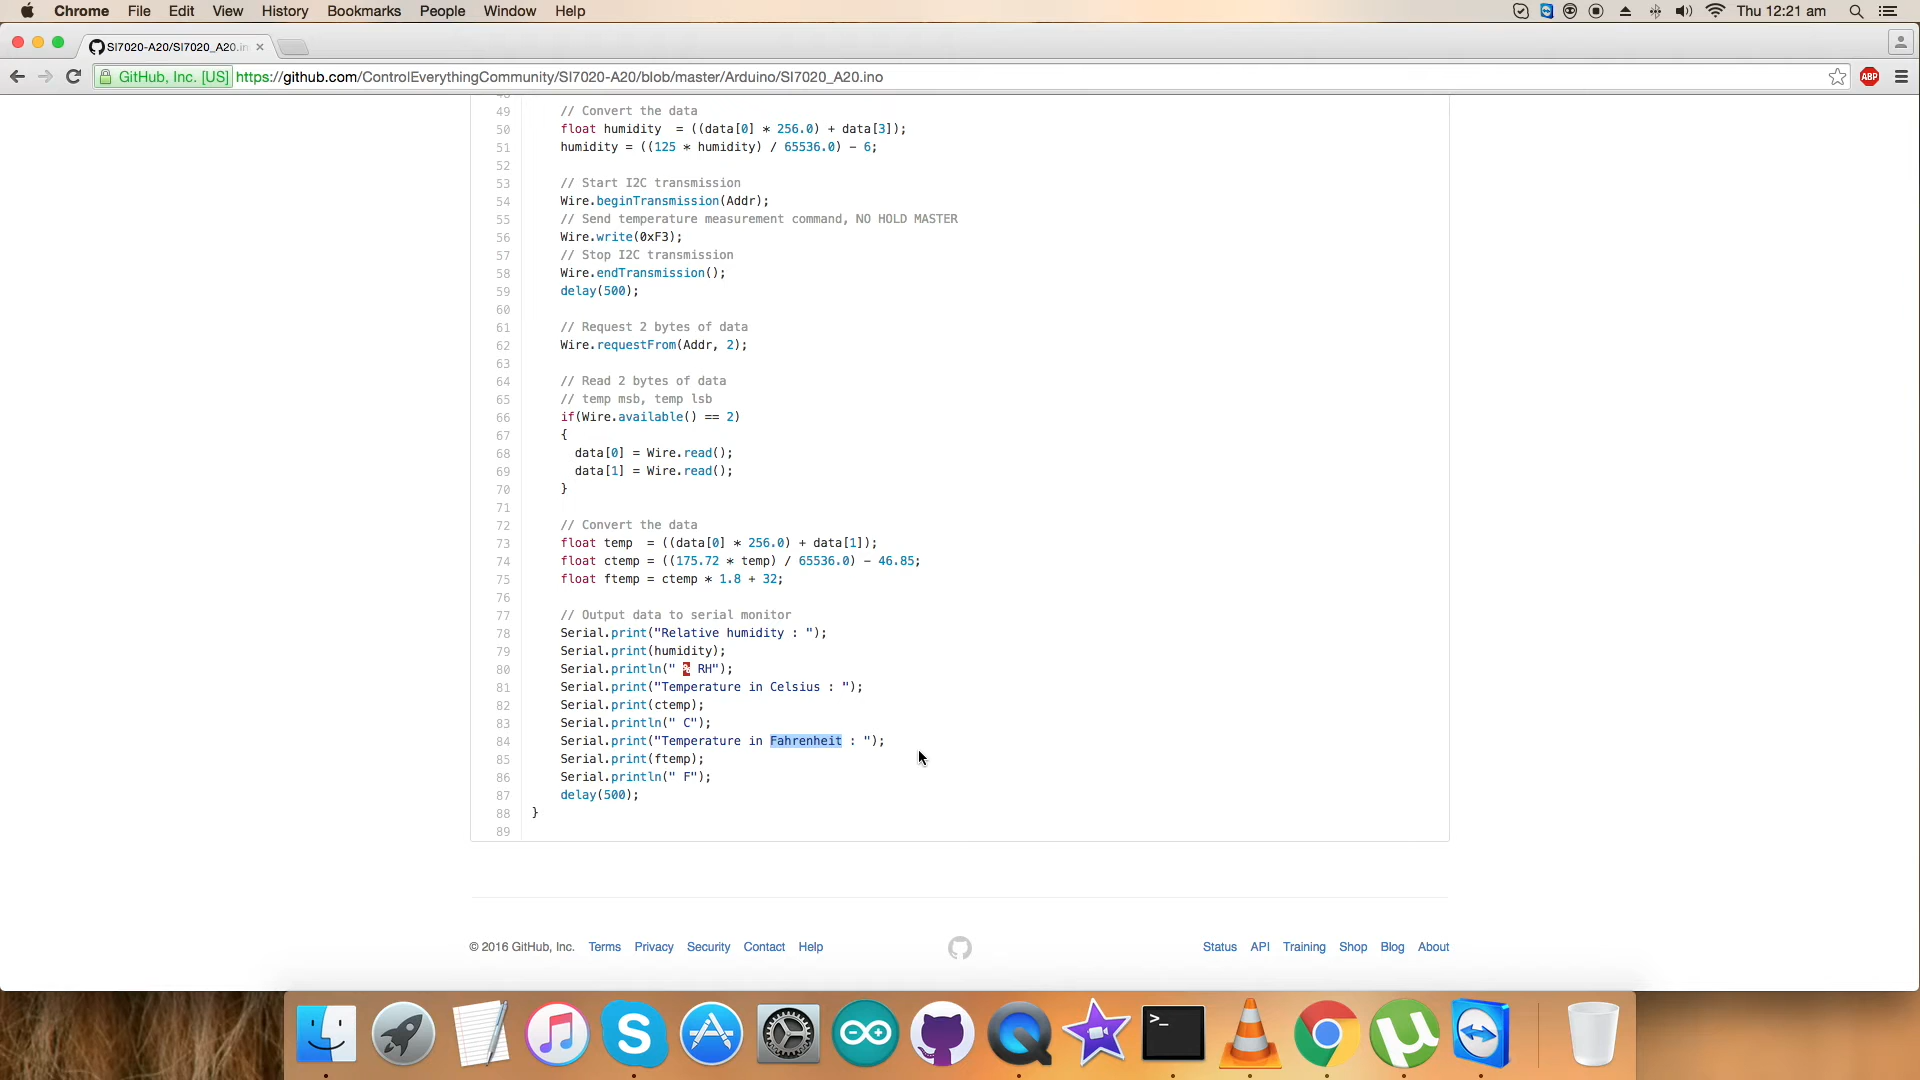 Chrome File Edit View History Bookmarks People Window Help Thu 12:21 am
SI7020-A20/SI7020_A20.in
GitHub, Inc. [US] https://github.com/ControlEverythingCommunity/SI7020-A20/blob/master/Arduino/SI7020_A20.ino
ABP
49 // Convert the data
50 float humidity = ((data[0] * 256.0) + data[3]);
51 humidity = ((125 * humidity) / 65536.0) - 6;
52
53 // Start I2C transmission
54 Wire.beginTransmission(Addr);
55 // Send temperature measurement command, NO HOLD MASTER
56 Wire.write(0xF3);
57 // Stop I2C transmission
58 Wire.endTransmission();
59 delay(500);
60
61 // Request 2 bytes of data
62 Wire.requestFrom(Addr, 2);
63
64 // Read 2 bytes of data
65 // temp msb, temp lsb
66 if(Wire.available() == 2)
67 {
68 data[0] = Wire.read();
69 data[1] = Wire.read();
70 }
71
72 // Convert the data
73 float temp = ((data[0] * 256.0) + data[1]);
74 float ctemp = ((175.72 * temp) / 65536.0) - 46.85;
75 float ftemp = ctemp * 1.8 + 32;
76
77 // Output data to serial monitor
78 Serial.print("Relative humidity : ");
79 Serial.print(humidity);
80 Serial.println(" % RH");
81 Serial.print("Temperature in Celsius : ");
82 Serial.print(ctemp);
83 Serial.println(" C");
84 Serial.print("Temperature in Fahrenheit : ");
85 Serial.print(ftemp);
86 Serial.println(" F");
87 delay(500);
88 }
89
© 2016 GitHub, Inc. Terms Privacy Security Contact Help Status API Training Shop Blog About